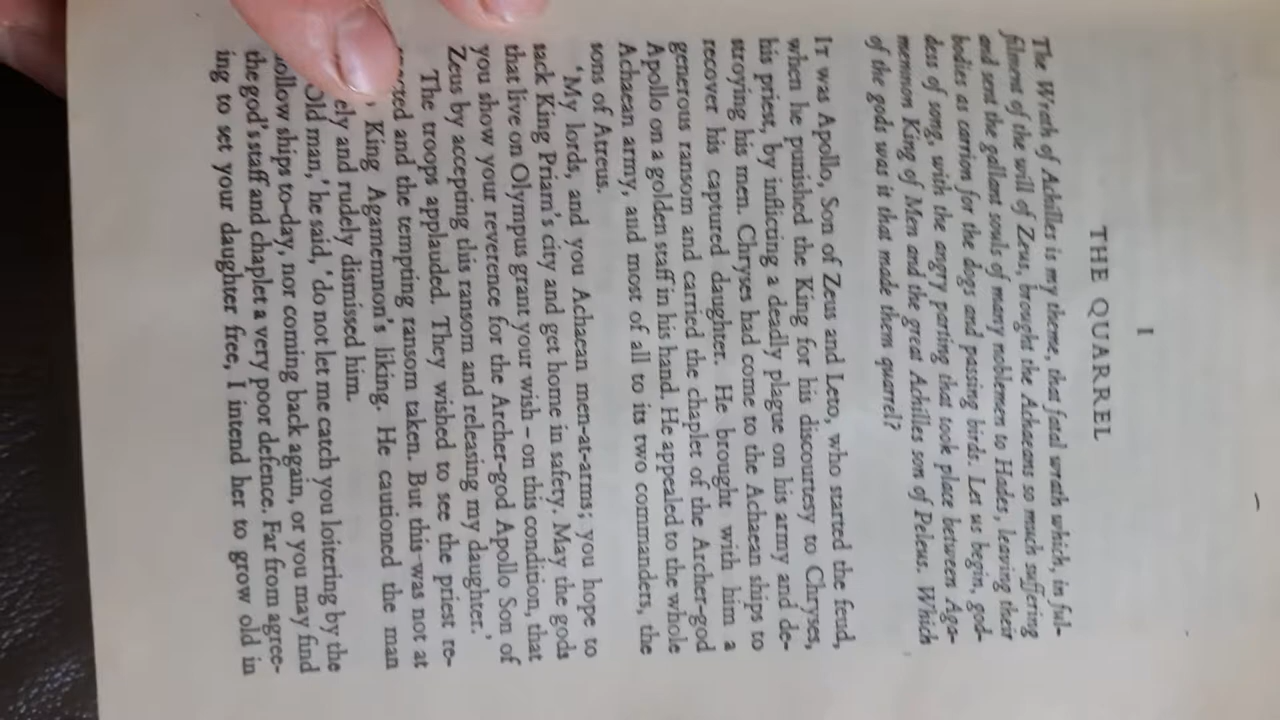 I
THE QUARREL
The Wrath of Achilles is my theme, that fatal wrath which, in ful-
filment of the will of Zeus, brought the Achaeans so much suffering
and sent the gallant souls of many noblemen to Hades, leaving their
bodies as carrion for the dogs and passing birds. Let us begin, god-
dess of song, with the angry parting that took place between Aga-
memnon King of Men and the great Achilles son of Peleus. Which
of the gods was it that made them quarrel?
IT was Apollo, Son of Zeus and Leto, who started the feud,
when he punished the King for his discourtesy to Chryses,
his priest, by inflicting a deadly plague on his army and de-
stroying his men. Chryses had come to the Achaean ships to
recover his captured daughter. He brought with him a
generous ransom and carried the chaplet of the Archer-god
Apollo on a golden staff in his hand. He appealed to the whole
Achaean army, and most of all to its two commanders, the
sons of Atreus.
'My lords, and you Achaean men-at-arms; you hope to
sack King Priam's city and get home in safety. May the gods
that live on Olympus grant your wish – on this condition, that
you show your reverence for the Archer-god Apollo Son of
Zeus by accepting this ransom and releasing my daughter.'
The troops applauded. They wished to see the priest re-
and the tempting ransom taken. But this was not at
King Agamemnon's liking. He cautioned the man
and rudely dismissed him.
Old man,' he said, 'do not let me catch you loitering by the
hollow ships to-day, nor coming back again, or you may find
the god's staff and chaplet a very poor defence. Far from agree-
ing to set your daughter free, I intend her to grow old in